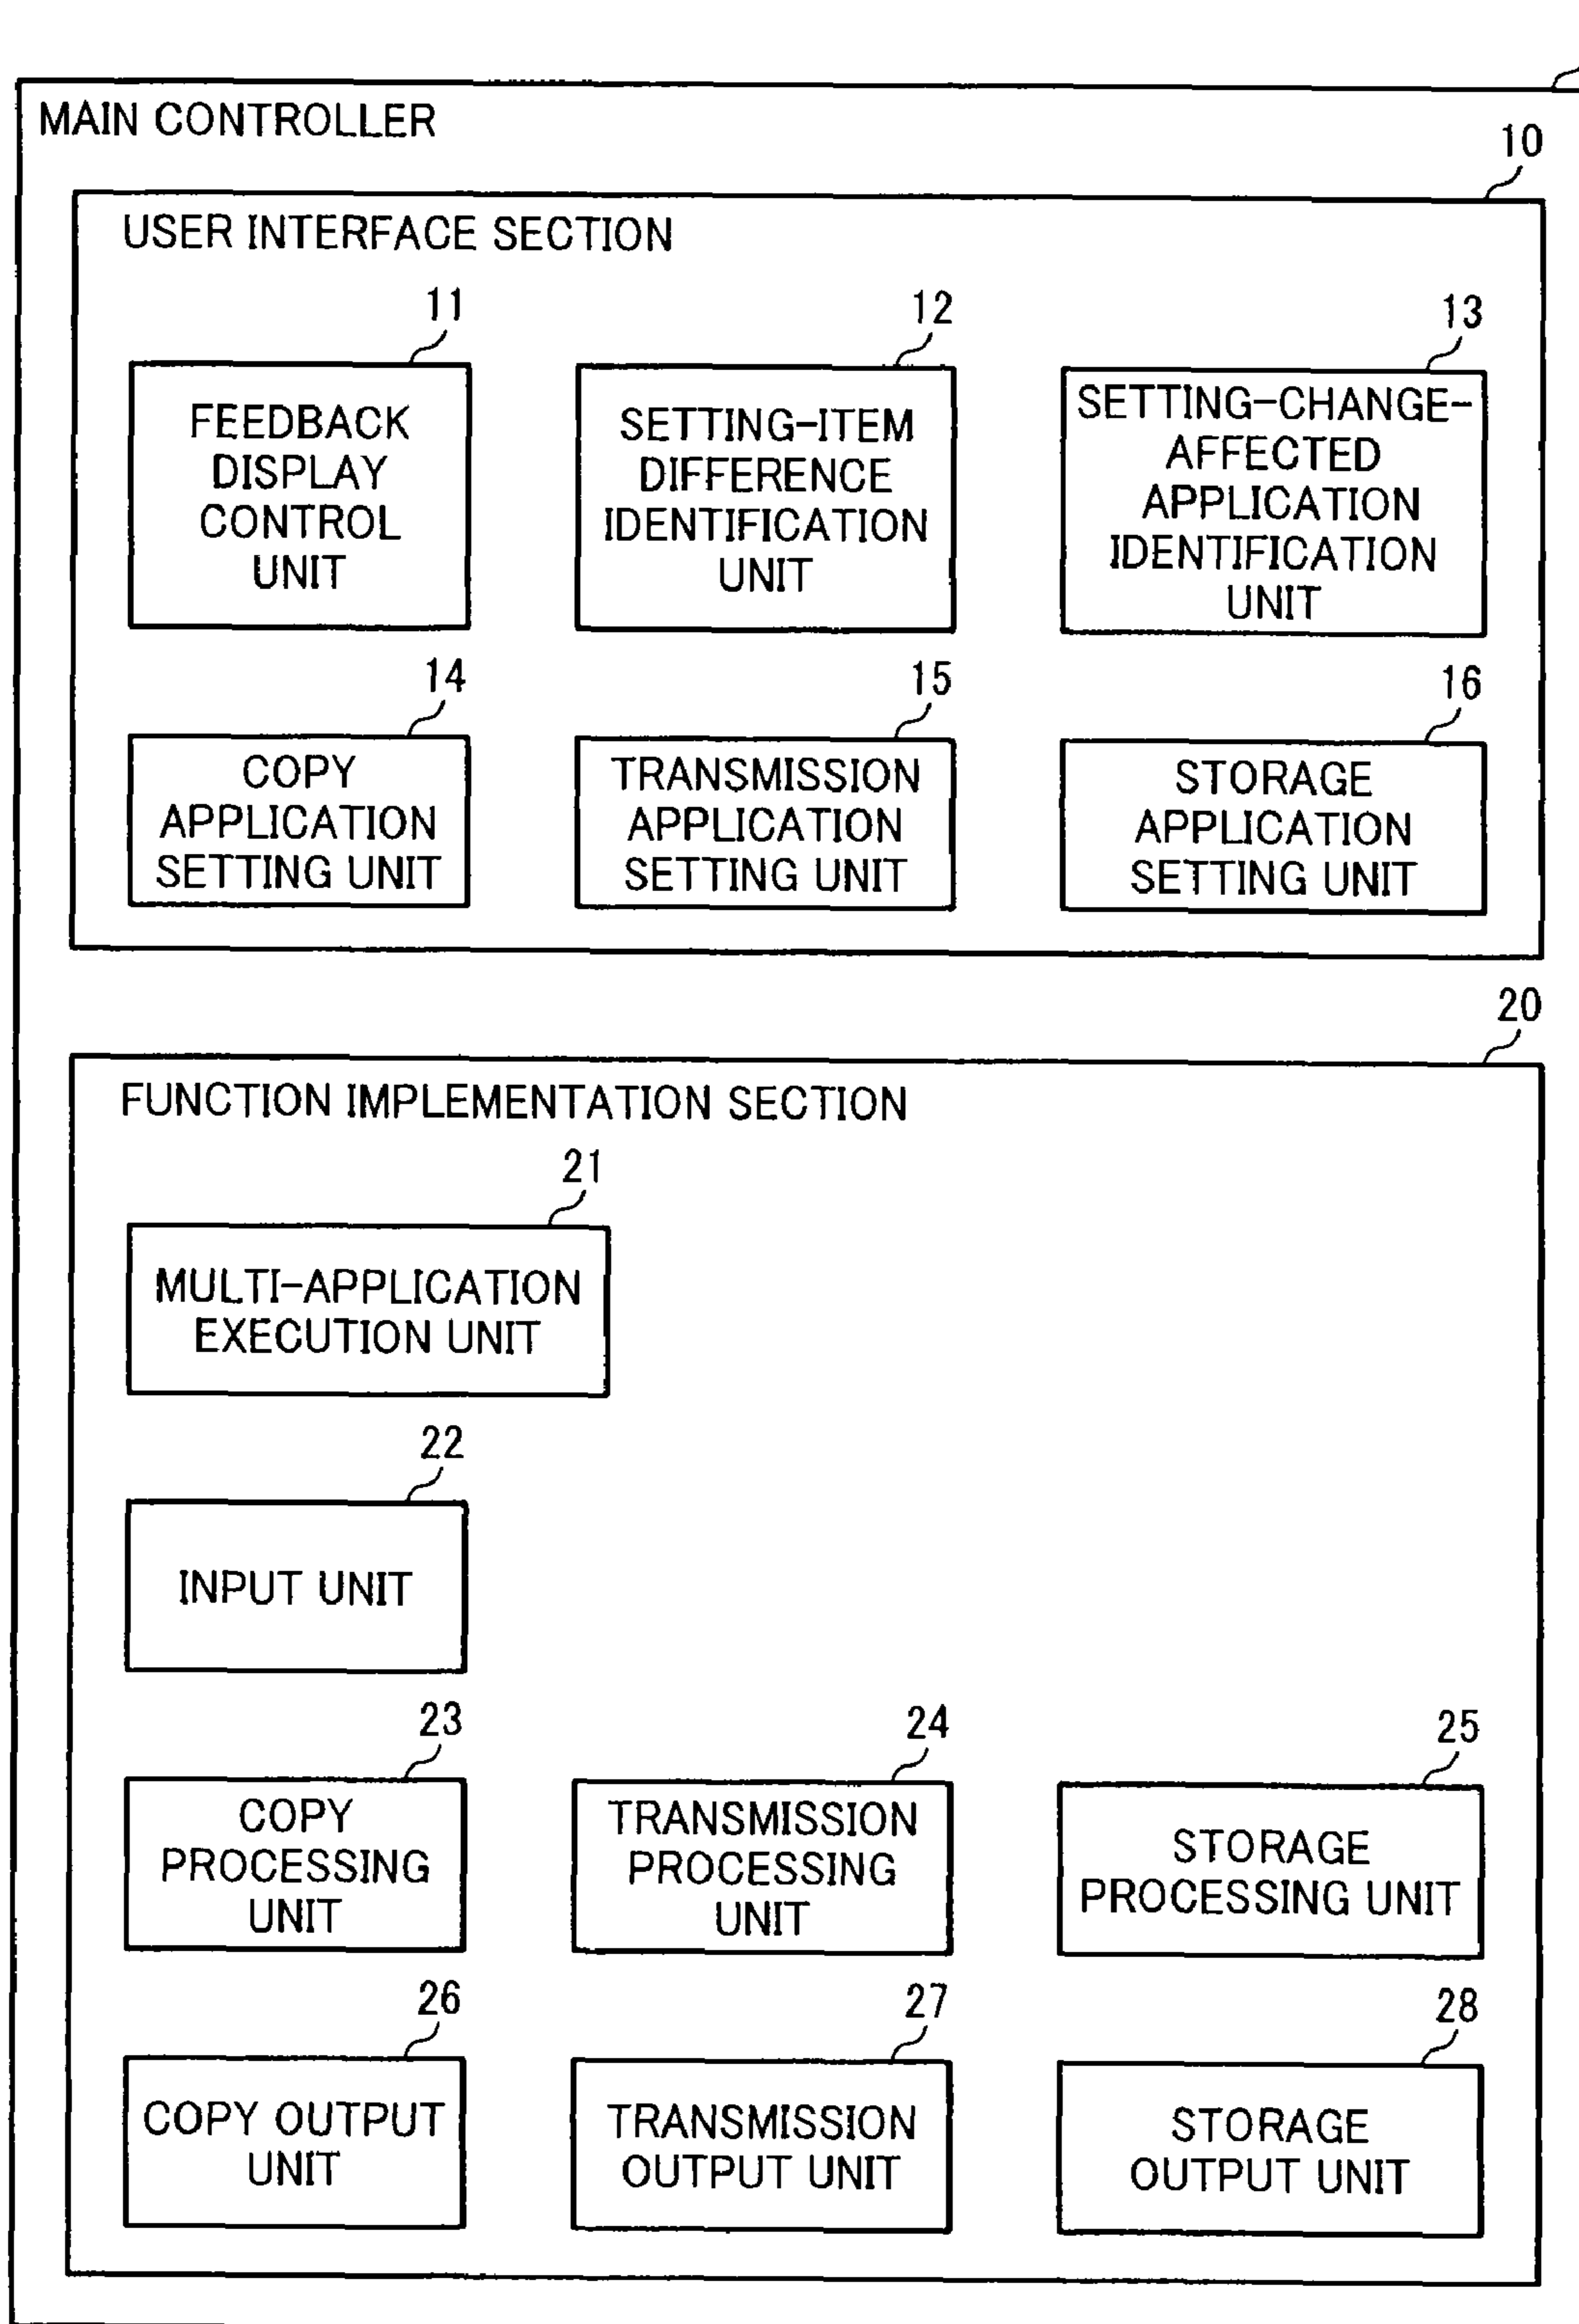 MAIN CONTROLLER
10
USER INTERFACE SECTION
11
FEEDBACK
DISPLAY
CONTROL
UNIT
12
SETTING-ITEM
DIFFERENCE
IDENTIFICATION
UNIT
13
SETTING-CHANGE-
AFFECTED
APPLICATION
IDENTIFICATION
UNIT
14
COPY
APPLICATION
SETTING UNIT
15
TRANSMISSION
APPLICATION
SETTING UNIT
16
STORAGE
APPLICATION
SETTING UNIT
20
FUNCTION IMPLEMENTATION SECTION
21
MULTI-APPLICATION
EXECUTION UNIT
22
INPUT UNIT
23
COPY
PROCESSING
UNIT
24
TRANSMISSION
PROCESSING
UNIT
25
STORAGE
PROCESSING UNIT
26
COPY OUTPUT
UNIT
27
TRANSMISSION
OUTPUT UNIT
28
STORAGE
OUTPUT UNIT